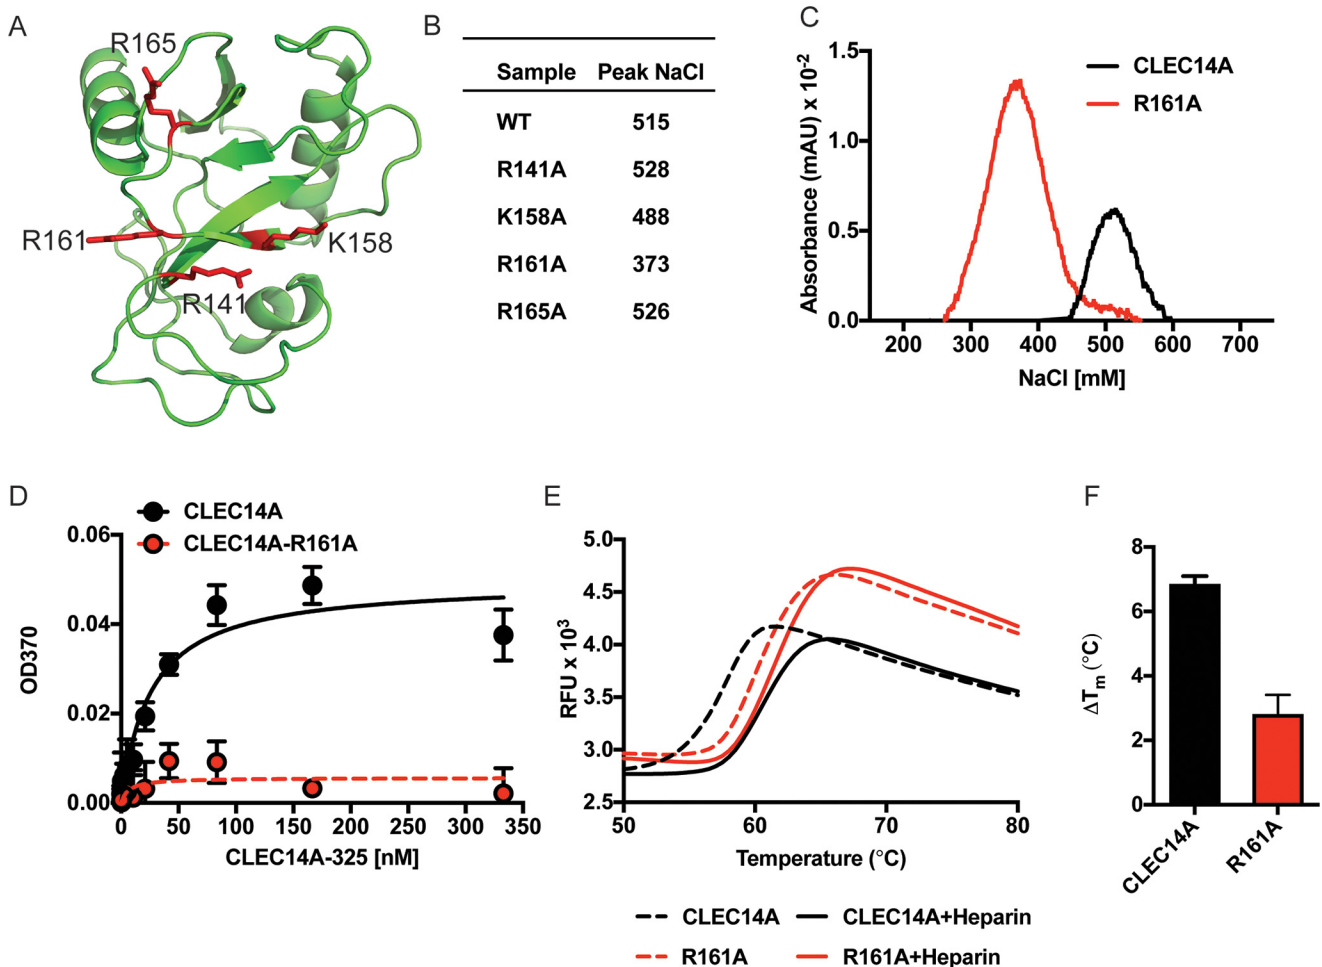 A
R165
R161
K158
R141
B
Sample Peak NaCl
WT 515
R141A 528
K158A 488
R161A 373
R165A 526
C
CLEC14A
R161A
Absorbance (mAU) x 10-2
1.5
1.0
0.5
0.0
200 300 400 500 600 700
NaCl [mM]
D
CLEC14A
CLEC14A-R161A
OD370
0.06
0.04
0.02
0.00
0 50 100 150 200 250 300 350
CLEC14A-325 [nM]
E
RFU x 10³
5.0
4.5
4.0
3.5
3.0
2.5
50 60 70 80
Temperature (°C)
CLEC14A CLEC14A+Heparin
R161A R161A+Heparin
F
ΔTm (°C)
8
6
4
2
0
CLEC14A
R161A